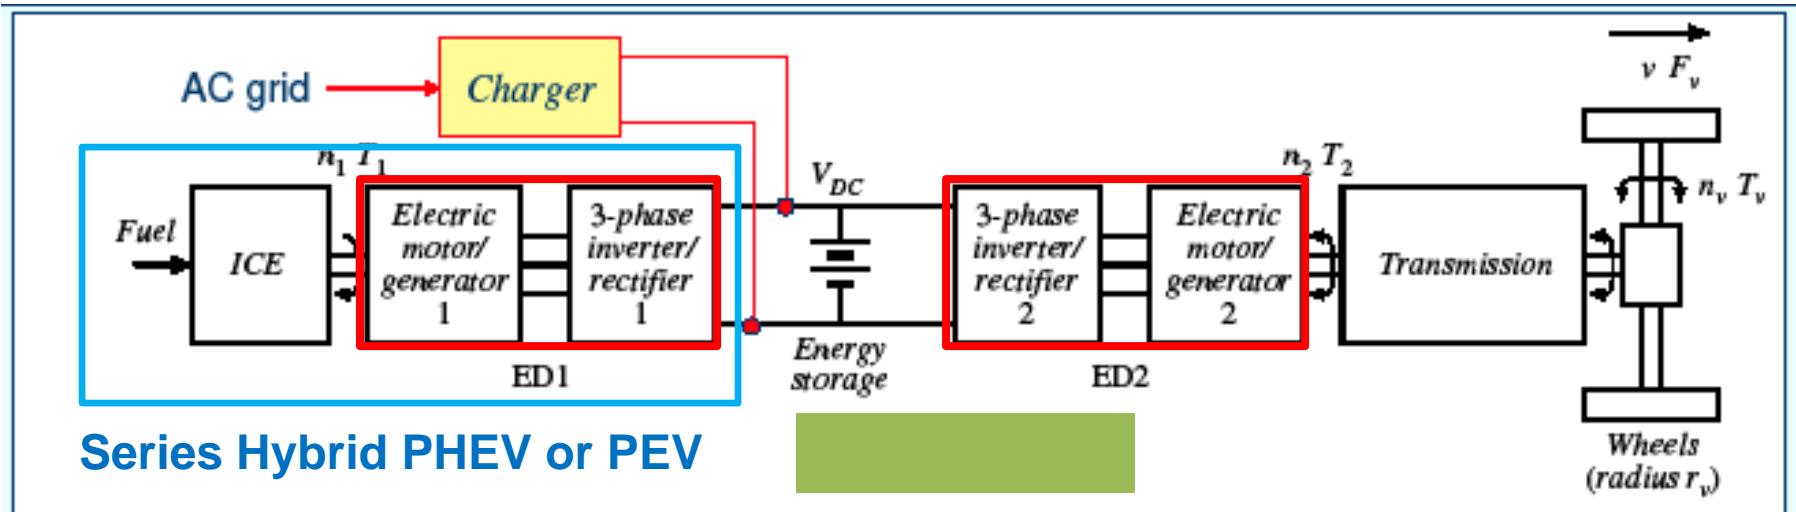 AC grid
Charger
v F_v
n_1 T_1
V_DC
n_2 T_2
n_v T_v
Fuel
ICE
Electric
motor/
generator
1
3-phase
inverter/
rectifier
1
3-phase
inverter/
rectifier
2
Electric
motor/
generator
2
Transmission
ED1
Energy
storage
ED2
Series Hybrid PHEV or PEV
Wheels
(radius r_v)